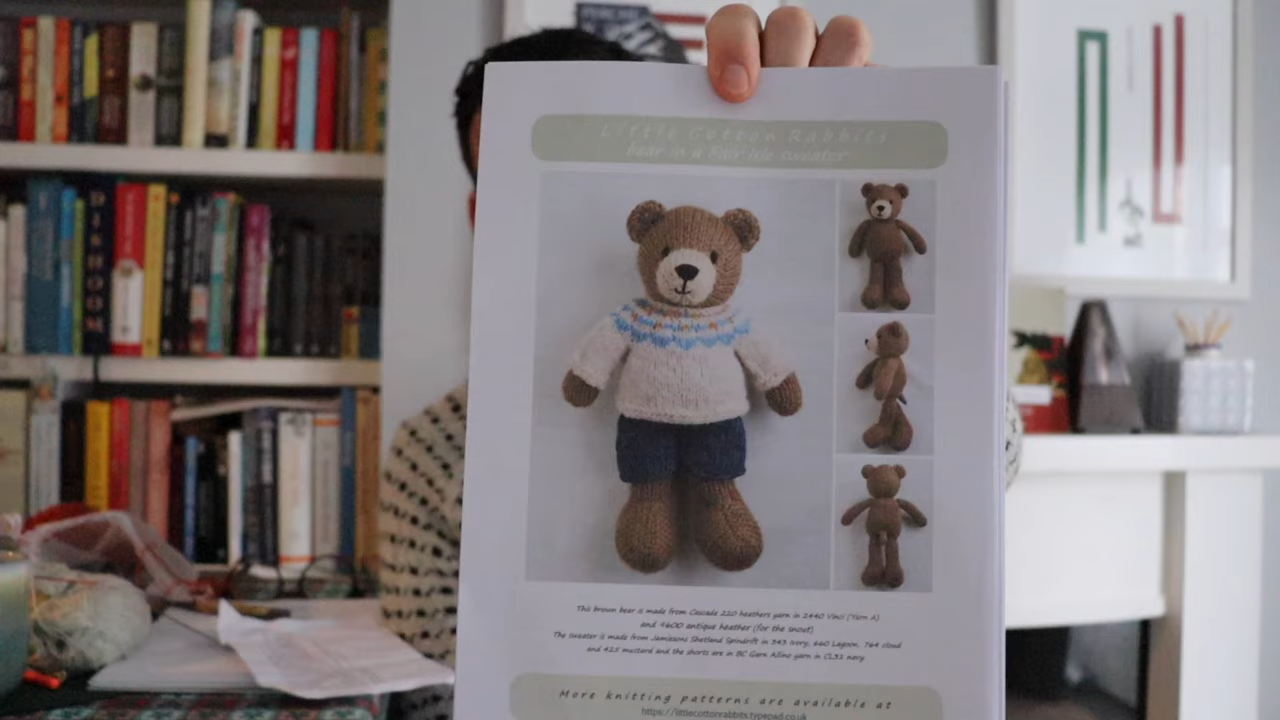 DISHOOM
Little Cotton Rabbits
bear in a Fair Isle sweater
This brown bear is made from Cascade 220 heathers yarn in 2440 Vinci (Yarn A)
and 4600 antique heather (for the snout)
The sweater is made from Jamiesons Shetland Spindrift in 343 Ivory, 660 Lagoon, 764 cloud
and 425 mustard and the shorts are in BC Garn Allino yarn in CL31 navy
More knitting patterns are available at
https://littlecottonrabbits.typepad.co.uk